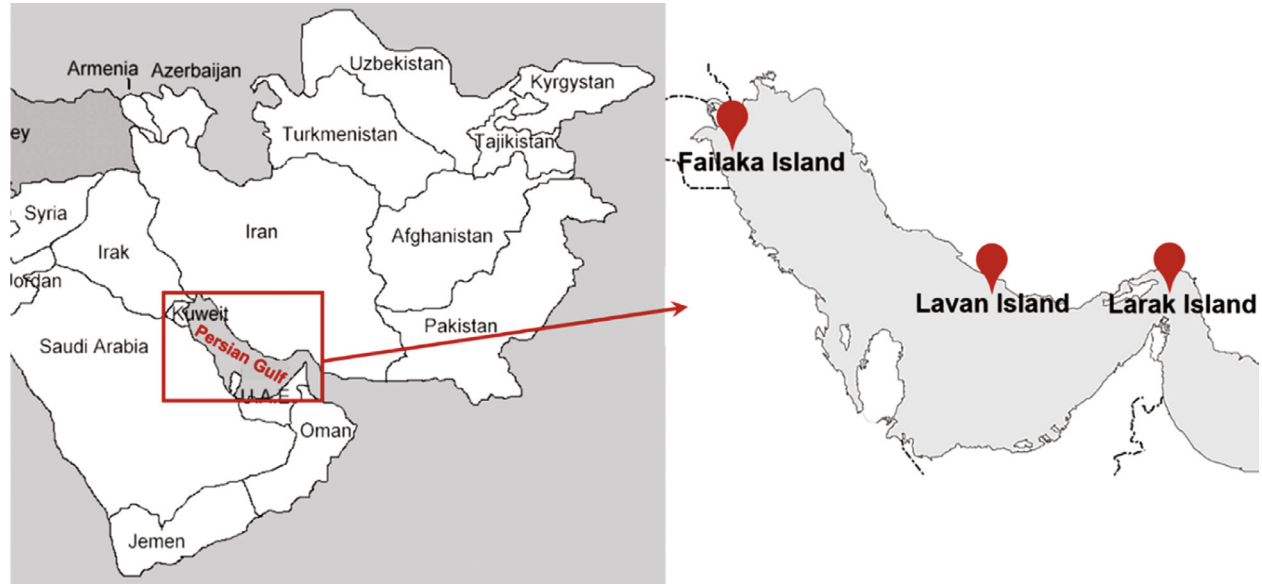 Uzbekistan
Armenia
Azerbaijan
Kyrgystan
ey
Turkmenistan
Tajikistan
Syria
Iran
Afghanistan
Irak
Jordan
Kuweit
Pakistan
Saudi Arabia
Persian Gulf
U.A.E
Oman
Jemen
Failaka Island
Lavan Island
Larak Island